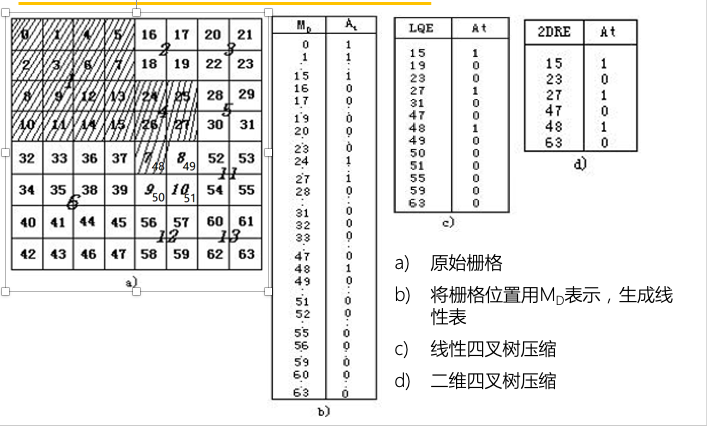 0 1 4 5 16 17 20 21
2 3
2 3 6 7 18 19 22 23
1
8 9 12 13 24 25 28 29
4 5
10 11 14 15 26 27 30 31
32 33 36 37 7 48 8 49 52 53
11
34 35 38 39 9 50 10 51 54 55
6
40 41 44 45 56 57 60 61
12 13
42 43 46 47 58 59 62 63
a)
M_D A_t
0 1
1 1
15 1
16 0
17 0
19 0
20 0
23 0
24 1
27 1
28 0
31 0
32 0
33 0
47 0
48 1
49 0
51 0
52 0
55 0
56 0
59 0
60 0
63 0
b)
LQE At
15 1
19 0
23 0
27 1
31 0
47 0
48 1
49 0
50 0
51 0
55 0
59 0
63 0
c)
2DRE At
15 1
23 0
27 1
47 0
48 1
63 0
d)
a) 原始栅格
b) 将栅格位置用M_D表示，生成线
性表
c) 线性四叉树压缩
d) 二维四叉树压缩